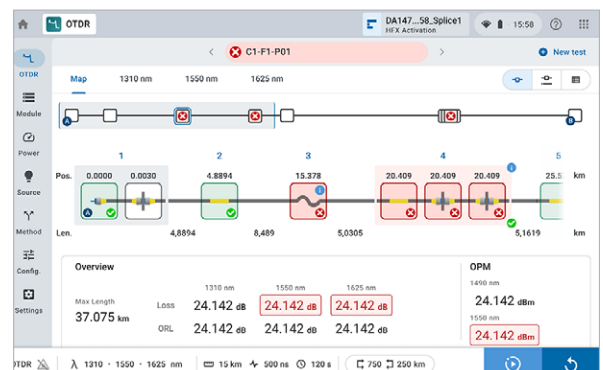 OTDR
DA147...58_Splice1
HFX Activation
15:58
C1-F1-P01
New test
OTDR
Map
1310 nm
1550 nm
1625 nm
Module
A
B
Power
1
2
3
4
5
Pos.
0.0000
0.0030
4.8894
15.378
20.409
20.409
20.409
25.5
km
Source
A
Method
Len.
4,8894
8,489
5,0305
5,1619
km
Config.
Overview
OPM
1310 nm
1550 nm
1625 nm
1490 nm
Settings
Max Length
Loss
24.142 dB
24.142 dB
24.142 dB
24.142 dBm
37.075 km
1550 nm
ORL
24.142 dB
24.142 dB
24.142 dB
24.142 dBm
OTDR
λ 1310 · 1550 · 1625 nm
15 km
500 ns
120 s
750
250 km